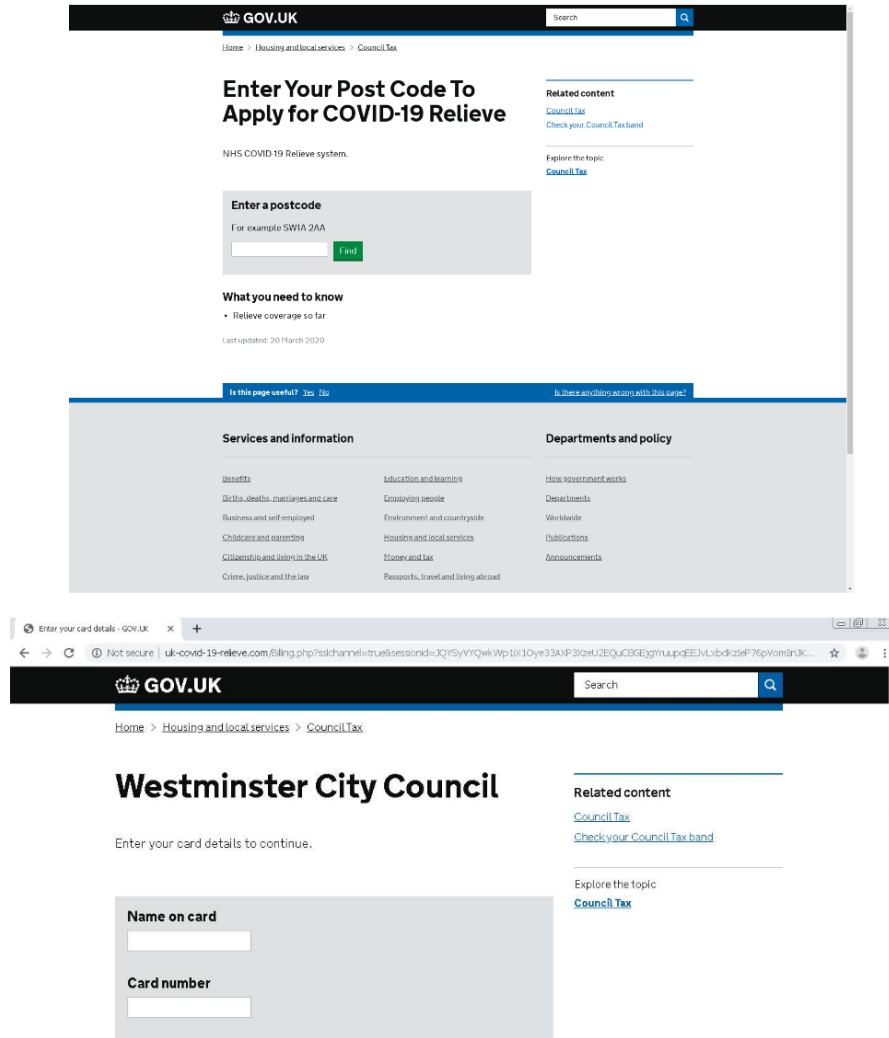 GOV.UK
Search
Home > Housing and local services > Council Tax
Enter Your Post Code To
Apply for COVID-19 Relieve
Related content
Council Tax
Check your Council Tax band
NHS COVID-19 Relieve system.
Explore the topic
Council Tax
Enter a postcode
For example SW1A 2AA
Find
What you need to know
• Relieve coverage so far
Last updated: 20 March 2020
Is this page useful? Yes No
Is there anything wrong with this page?
Services and information
Departments and policy
Benefits
Education and learning
How government works
Births, deaths, marriages and care
Employing people
Departments
Business and self-employed
Environment and countryside
Worldwide
Childcare and parenting
Housing and local services
Publications
Citizenship and living in the UK
Money and tax
Announcements
Crime, justice and the law
Passports, travel and living abroad
Enter your card details - GOV.UK
Not secure | uk-covid-19-relieve.com/Billing.php?sslchannel=true&sessionid=
GOV.UK
Search
Home > Housing and local services > Council Tax
Westminster City Council
Related content
Council Tax
Check your Council Tax band
Enter your card details to continue.
Explore the topic
Council Tax
Name on card
Card number